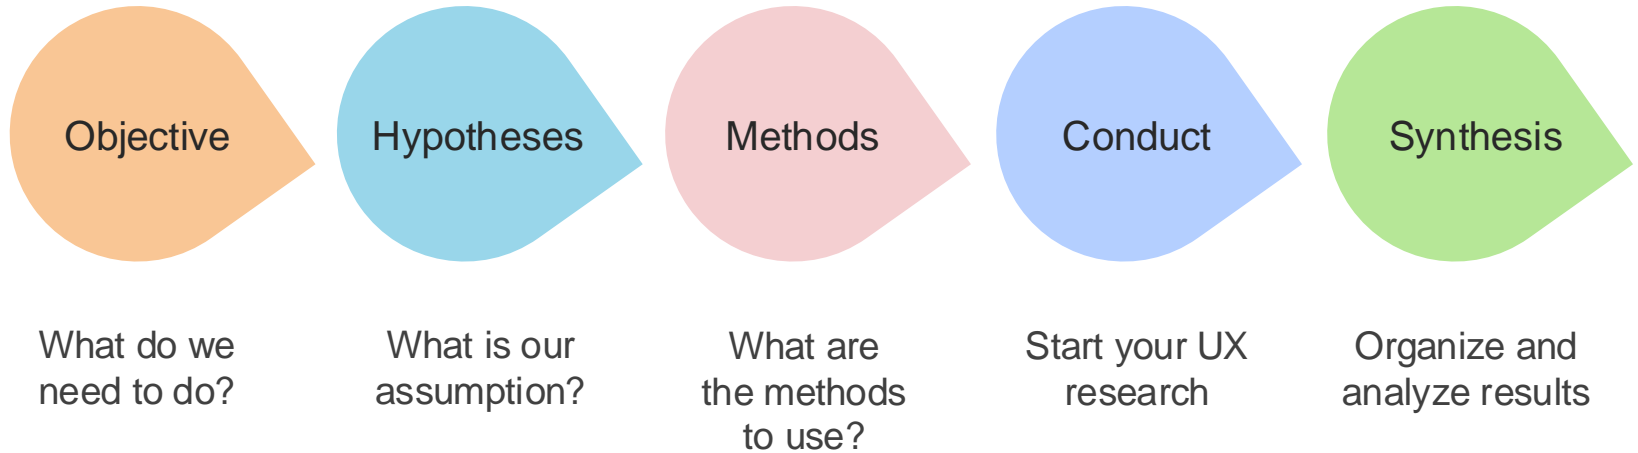 Objective
What do we
need to do?
Hypotheses
What is our
assumption?
Methods
What are
the methods
to use?
Conduct
Start your UX
research
Synthesis
Organize and
analyze results